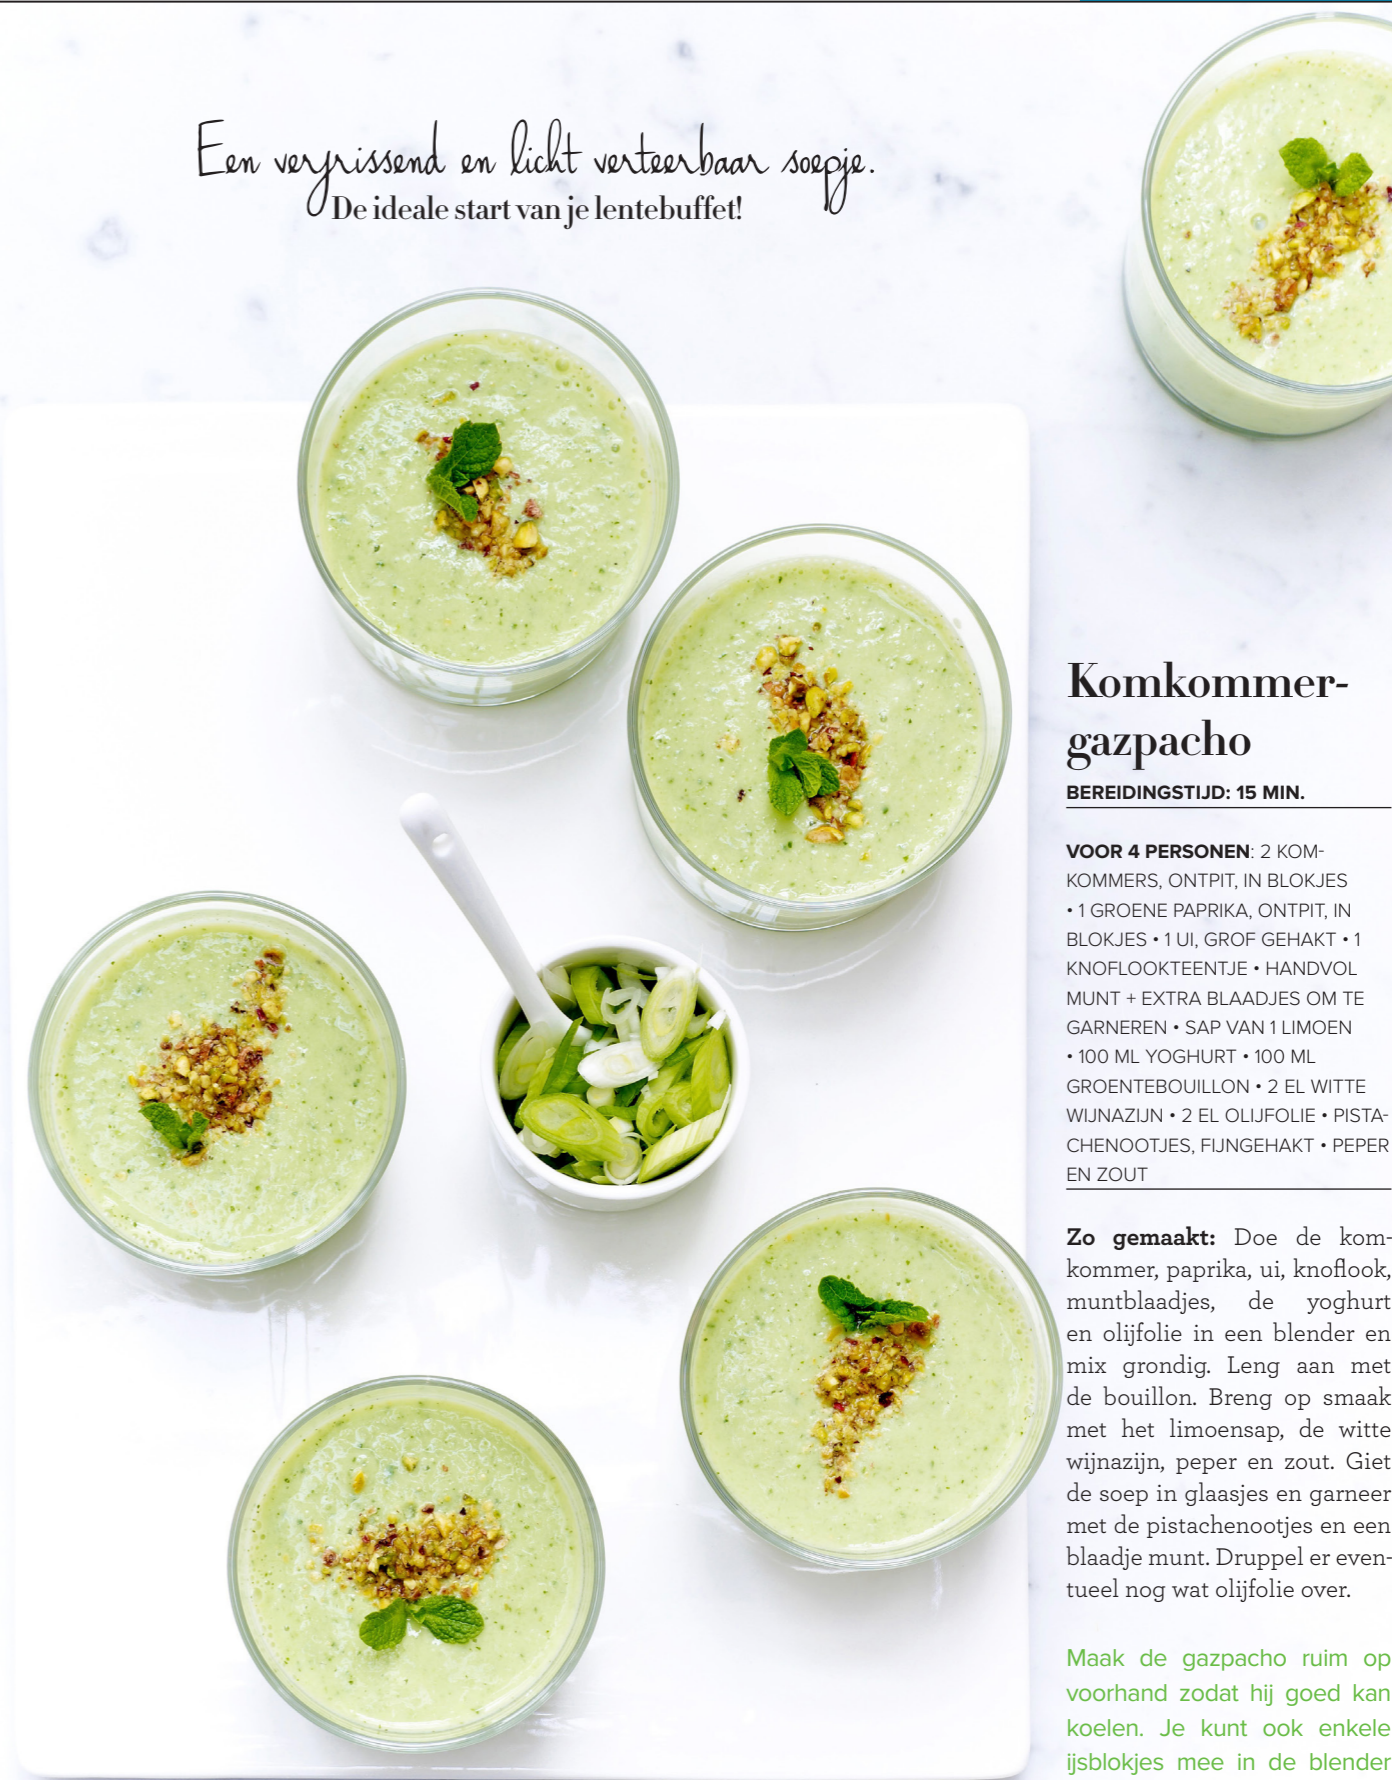 Een verfrissend en licht verteerbaar soepje.
De ideale start van je lentebuffet!
Komkommer-
gazpacho
BEREIDINGSTIJD: 15 MIN.
VOOR 4 PERSONEN: 2 KOM-
KOMMERS, ONTPIT, IN BLOKJES
• 1 GROENE PAPRIKA, ONTPIT, IN
BLOKJES • 1 UI, GROF GEHAKT • 1
KNOFLOOKTEENTJE • HANDVOL
MUNT + EXTRA BLAADJES OM TE
GARNEREN • SAP VAN 1 LIMOEN
• 100 ML YOGHURT • 100 ML
GROENTEBOUILLON • 2 EL WITTE
WIJNAZIJN • 2 EL OLIJFOLIE • PISTA-
CHENOOTJES, FIJNGEHAKT • PEPER
EN ZOUT
Zo gemaakt: Doe de kom-
kommer, paprika, ui, knoflook,
muntblaadjes, de yoghurt
en olijfolie in een blender en
mix grondig. Leng aan met
de bouillon. Breng op smaak
met het limoensap, de witte
wijnazijn, peper en zout. Giet
de soep in glaasjes en garneer
met de pistachenootjes en een
blaadje munt. Druppel er even-
tueel nog wat olijfolie over.
Maak de gazpacho ruim op
voorhand zodat hij goed kan
koelen. Je kunt ook enkele
ijsblokjes mee in de blender